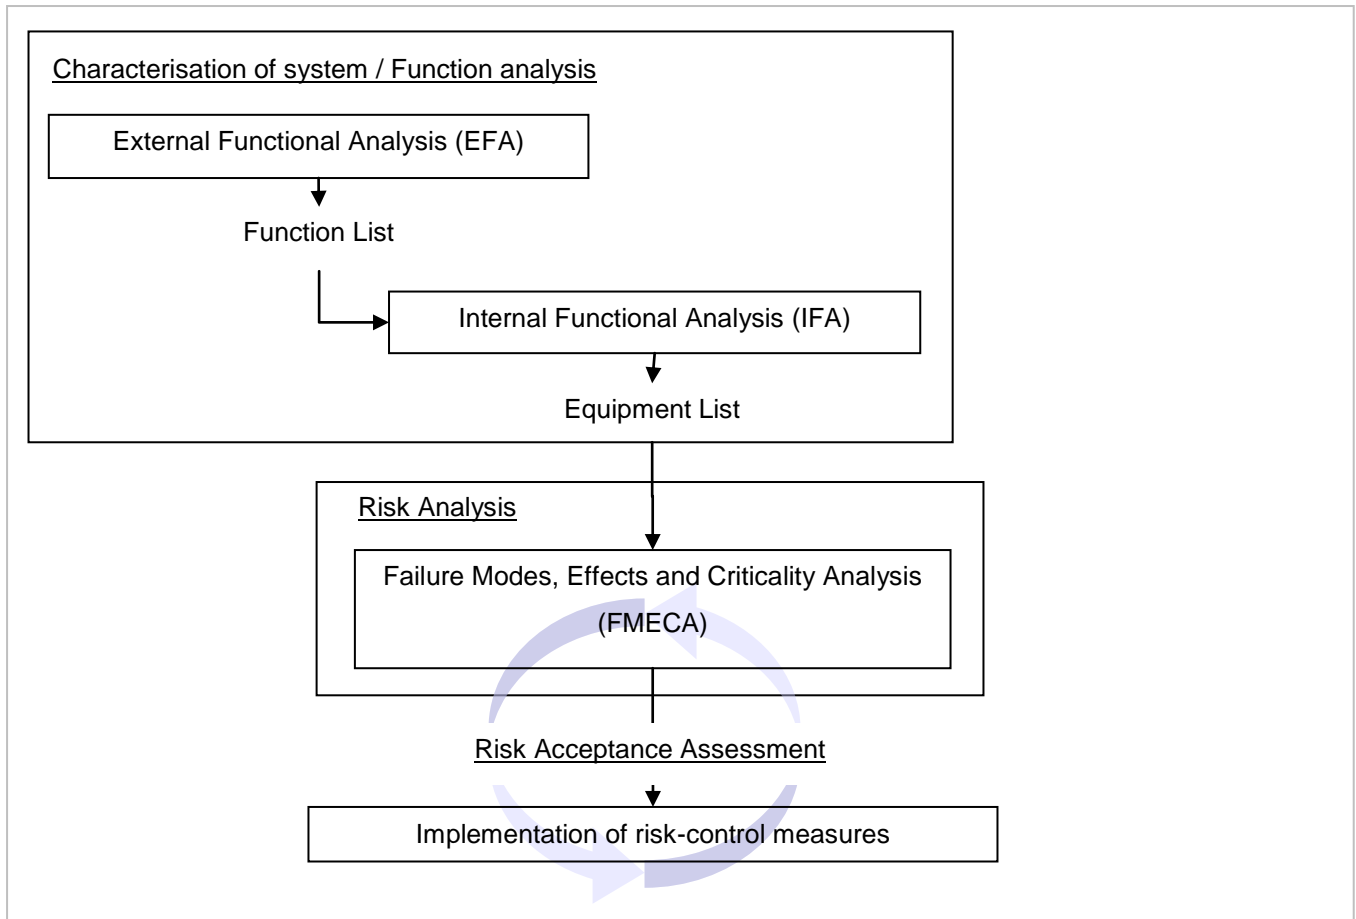 Characterisation of system / Function analysis
External Functional Analysis (EFA)
Function List
Internal Functional Analysis (IFA)
Equipment List
Risk Analysis
Failure Modes, Effects and Criticality Analysis
(FMECA)
Risk Acceptance Assessment
Implementation of risk-control measures